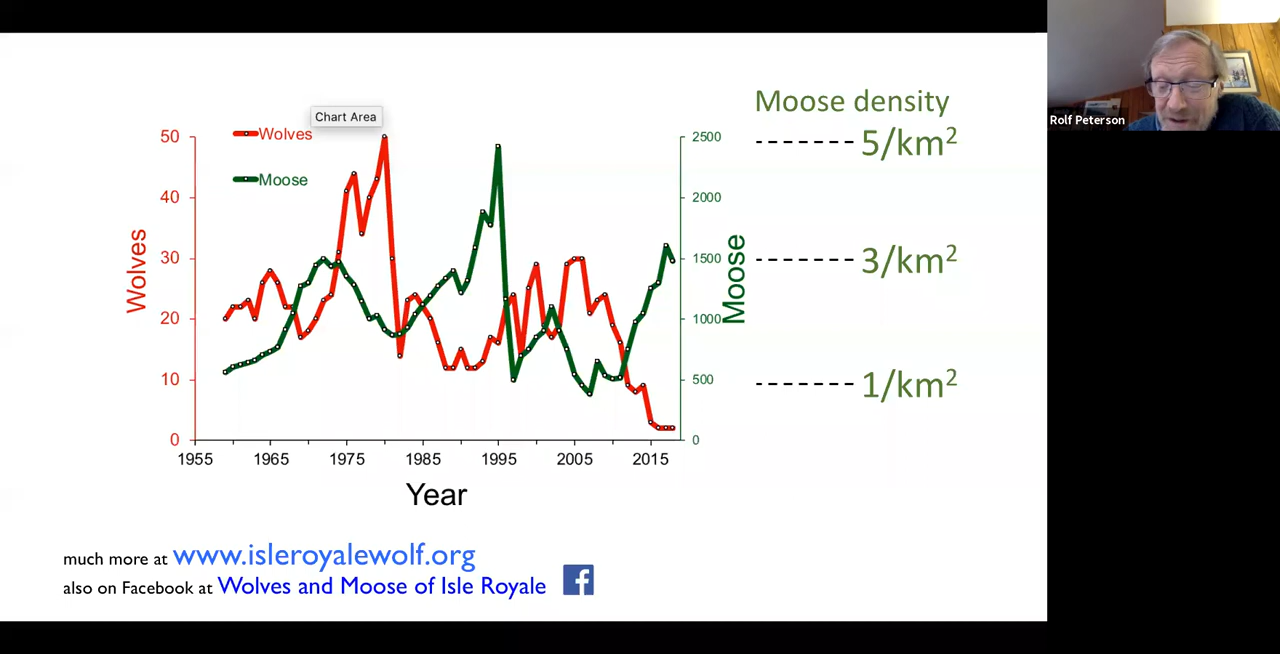 Rolf Peterson
Chart Area
Moose density
5/km²
3/km²
1/km²
Wolves
Moose
50
40
30
20
10
0
Wolves
2500
2000
1500
1000
500
0
Moose
1955 1965 1975 1985 1995 2005 2015
Year
much more at www.isleroyalewolf.org
also on Facebook at Wolves and Moose of Isle Royale f